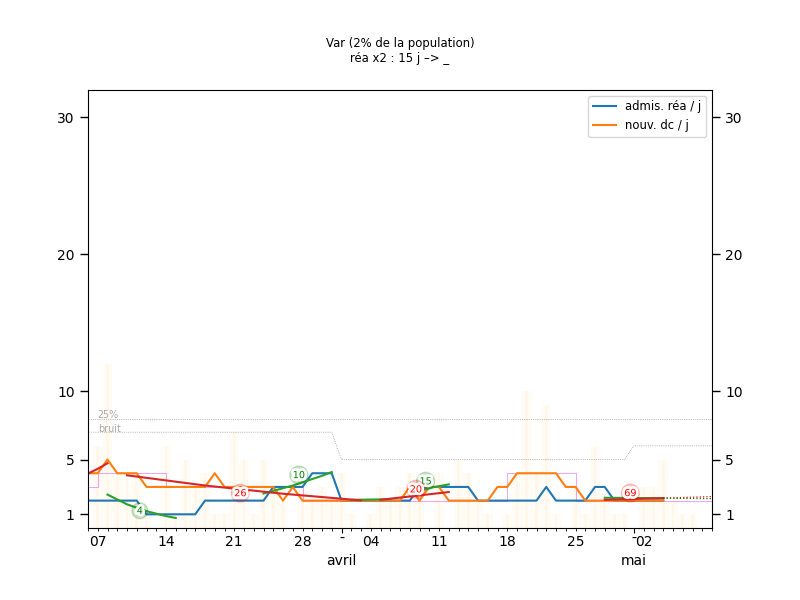 Var (2% de la population)
réa x2 : 15 j –> _
admis. réa / j
nouv. dc / j
30 30
20 20
10 10
25%
bruit
5 5
10
15
20
26
69
4
1 1
07 14 21 28 - 04 11 18 25 - 02
avril mai